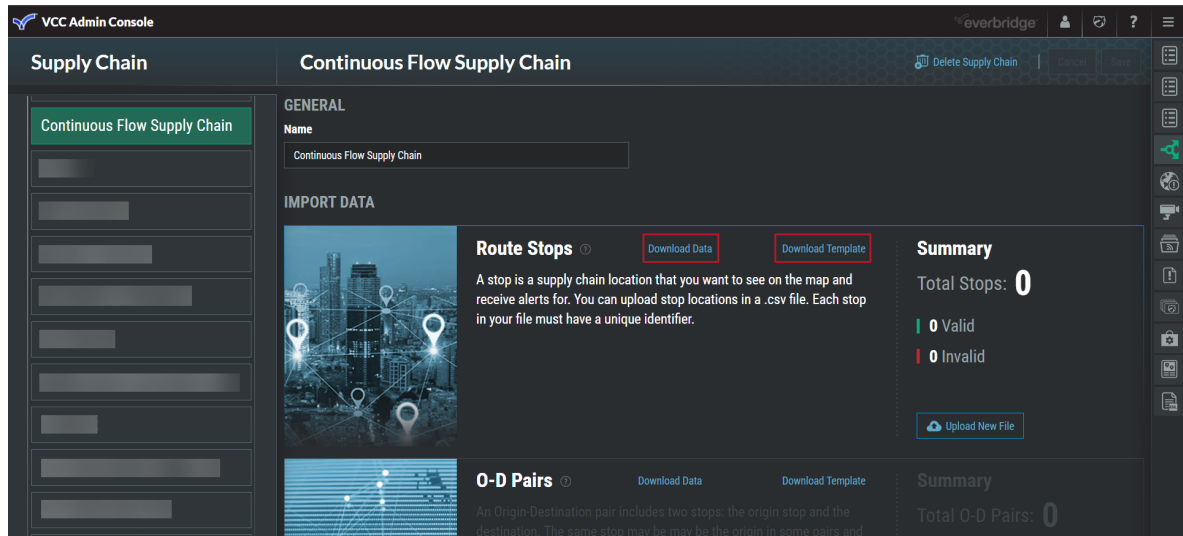 VCC Admin Console
everbridge
?
Supply Chain
Continuous Flow Supply Chain
Delete Supply Chain
Cancel
Save
Continuous Flow Supply Chain
GENERAL
Name
Continuous Flow Supply Chain
IMPORT DATA
Route Stops
Download Data
Download Template
A stop is a supply chain location that you want to see on the map and
receive alerts for. You can upload stop locations in a .csv file. Each stop
in your file must have a unique identifier.
Summary
Total Stops: 0
0 Valid
0 Invalid
Upload New File
O-D Pairs
Download Data
Download Template
An Origin-Destination pair includes two stops: the origin stop and the
destination. The same stop may be may be the origin in some pairs and
Summary
Total O-D Pairs: 0